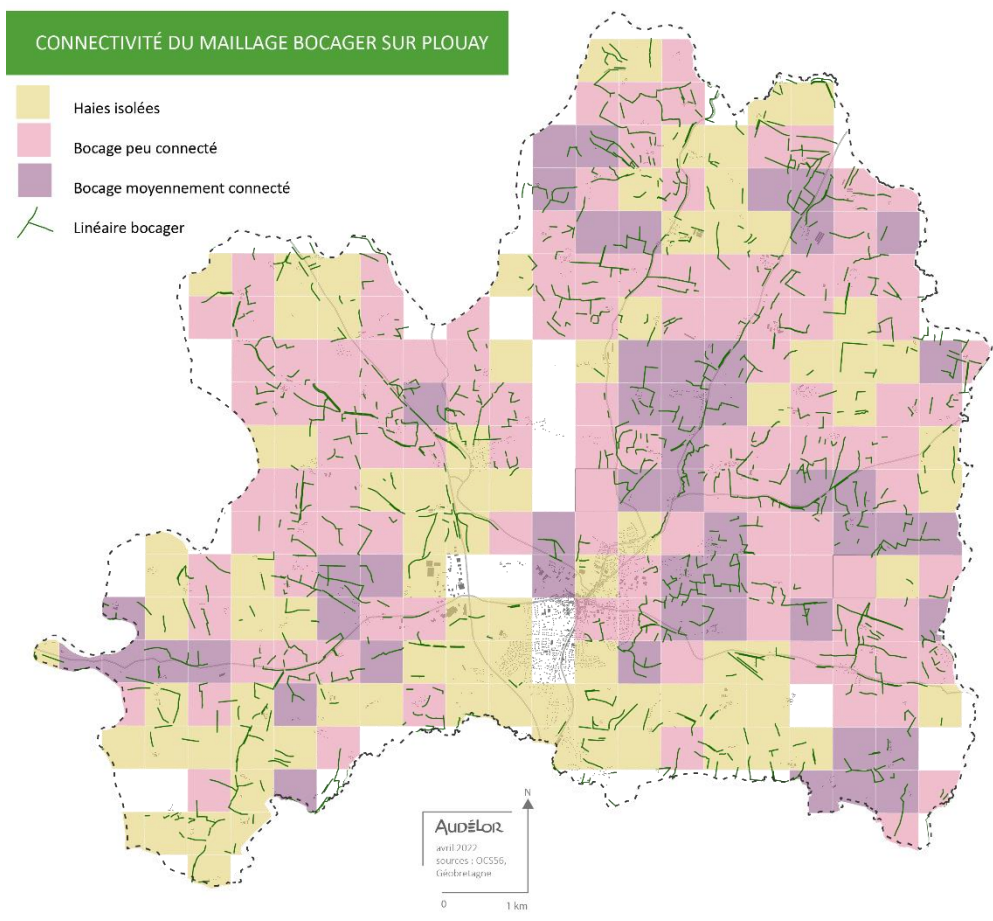 CONNECTIVITÉ DU MAILLAGE BOCAGER SUR PLOUAY
Haies isolées
Bocage peu connecté
Bocage moyennement connecté
Linéaire bocager
N
AUDÉLOR
avril 2022
sources : OCS56,
Géobretagne
0 1 km